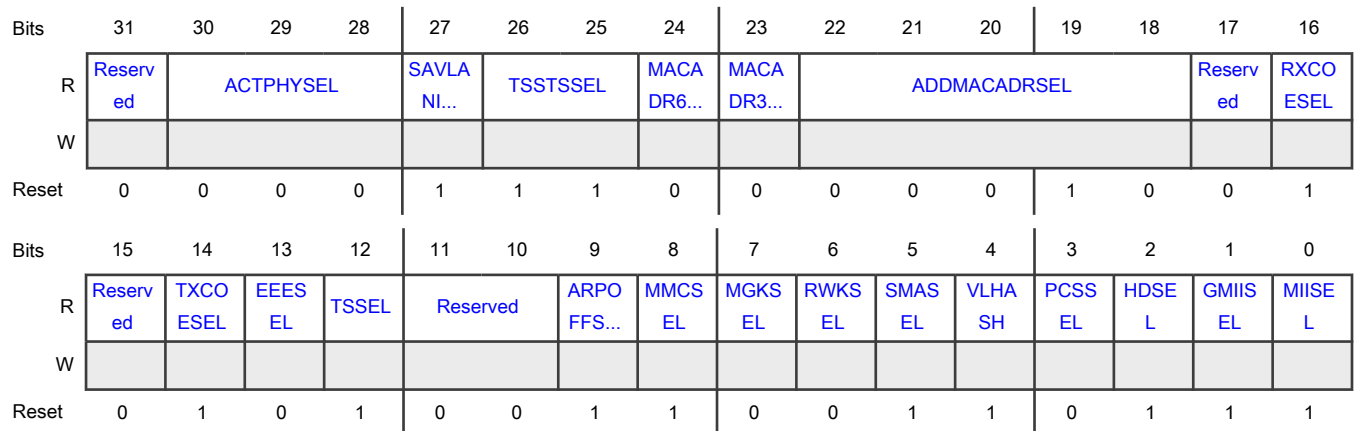 Bits 31 30 29 28 27 26 25 24 23 22 21 20 19 18 17 16
R Reserv ACTPHYSEL SAVLA TSSTSSEL MACA MACA ADDMACADRSEL Reserv RXCO
ed NI... DR6... DR3... ed ESEL
W
Reset 0 0 0 0 1 1 1 0 0 0 0 0 1 0 0 1
Bits 15 14 13 12 11 10 9 8 7 6 5 4 3 2 1 0
R Reserv TXCO EEES TSSEL Reserved ARPO MMCS MGKS RWKS SMAS VLHA PCSS HDSE GMIIS MIISE
ed ESEL EL FFS... EL EL EL EL SH EL L EL L
W
Reset 0 1 0 1 0 0 1 1 0 0 1 1 0 1 1 1